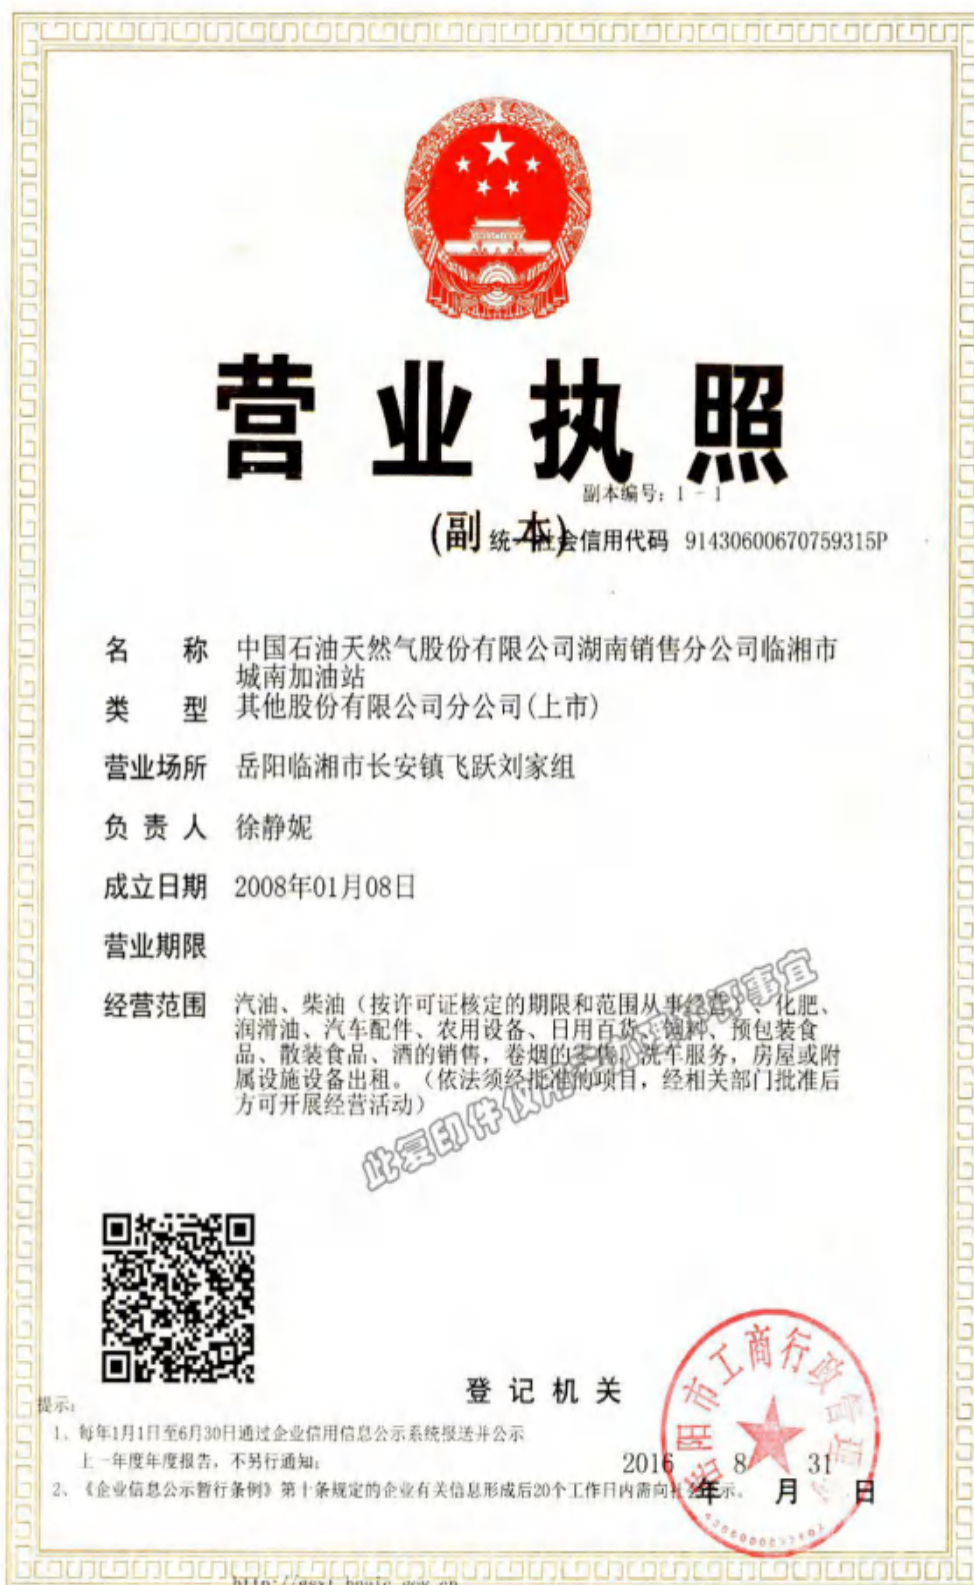 营业执照
副本编号：1 - 1
(副 本)
统一社会信用代码 91430600670759315P
名 称 中国石油天然气股份有限公司湖南销售分公司临湘市
城南加油站
类 型 其他股份有限公司分公司(上市)
营业场所 岳阳临湘市长安镇飞跃刘家组
负 责 人 徐静妮
成立日期 2008年01月08日
营业期限
经营范围 汽油、柴油（按许可证核定的期限和范围从事经营）、化肥、
润滑油、汽车配件、农用设备、日用百货、饲料、预包装食
品、散装食品、酒的销售，卷烟的零售，洗车服务，房屋或附
属设施设备出租。（依法须经批准的项目，经相关部门批准后
方可开展经营活动）
此复印件仅用 事宜
登 记 机 关
岳阳市工商行政管理局
提示：
1、每年1月1日至6月30日通过企业信用信息公示系统报送并公示
上一年度年度报告，不另行通知；
2、《企业信息公示暂行条例》第十条规定的企业有关信息形成后20个工作日内需向社会公示。
2016 年 8 月 31 日